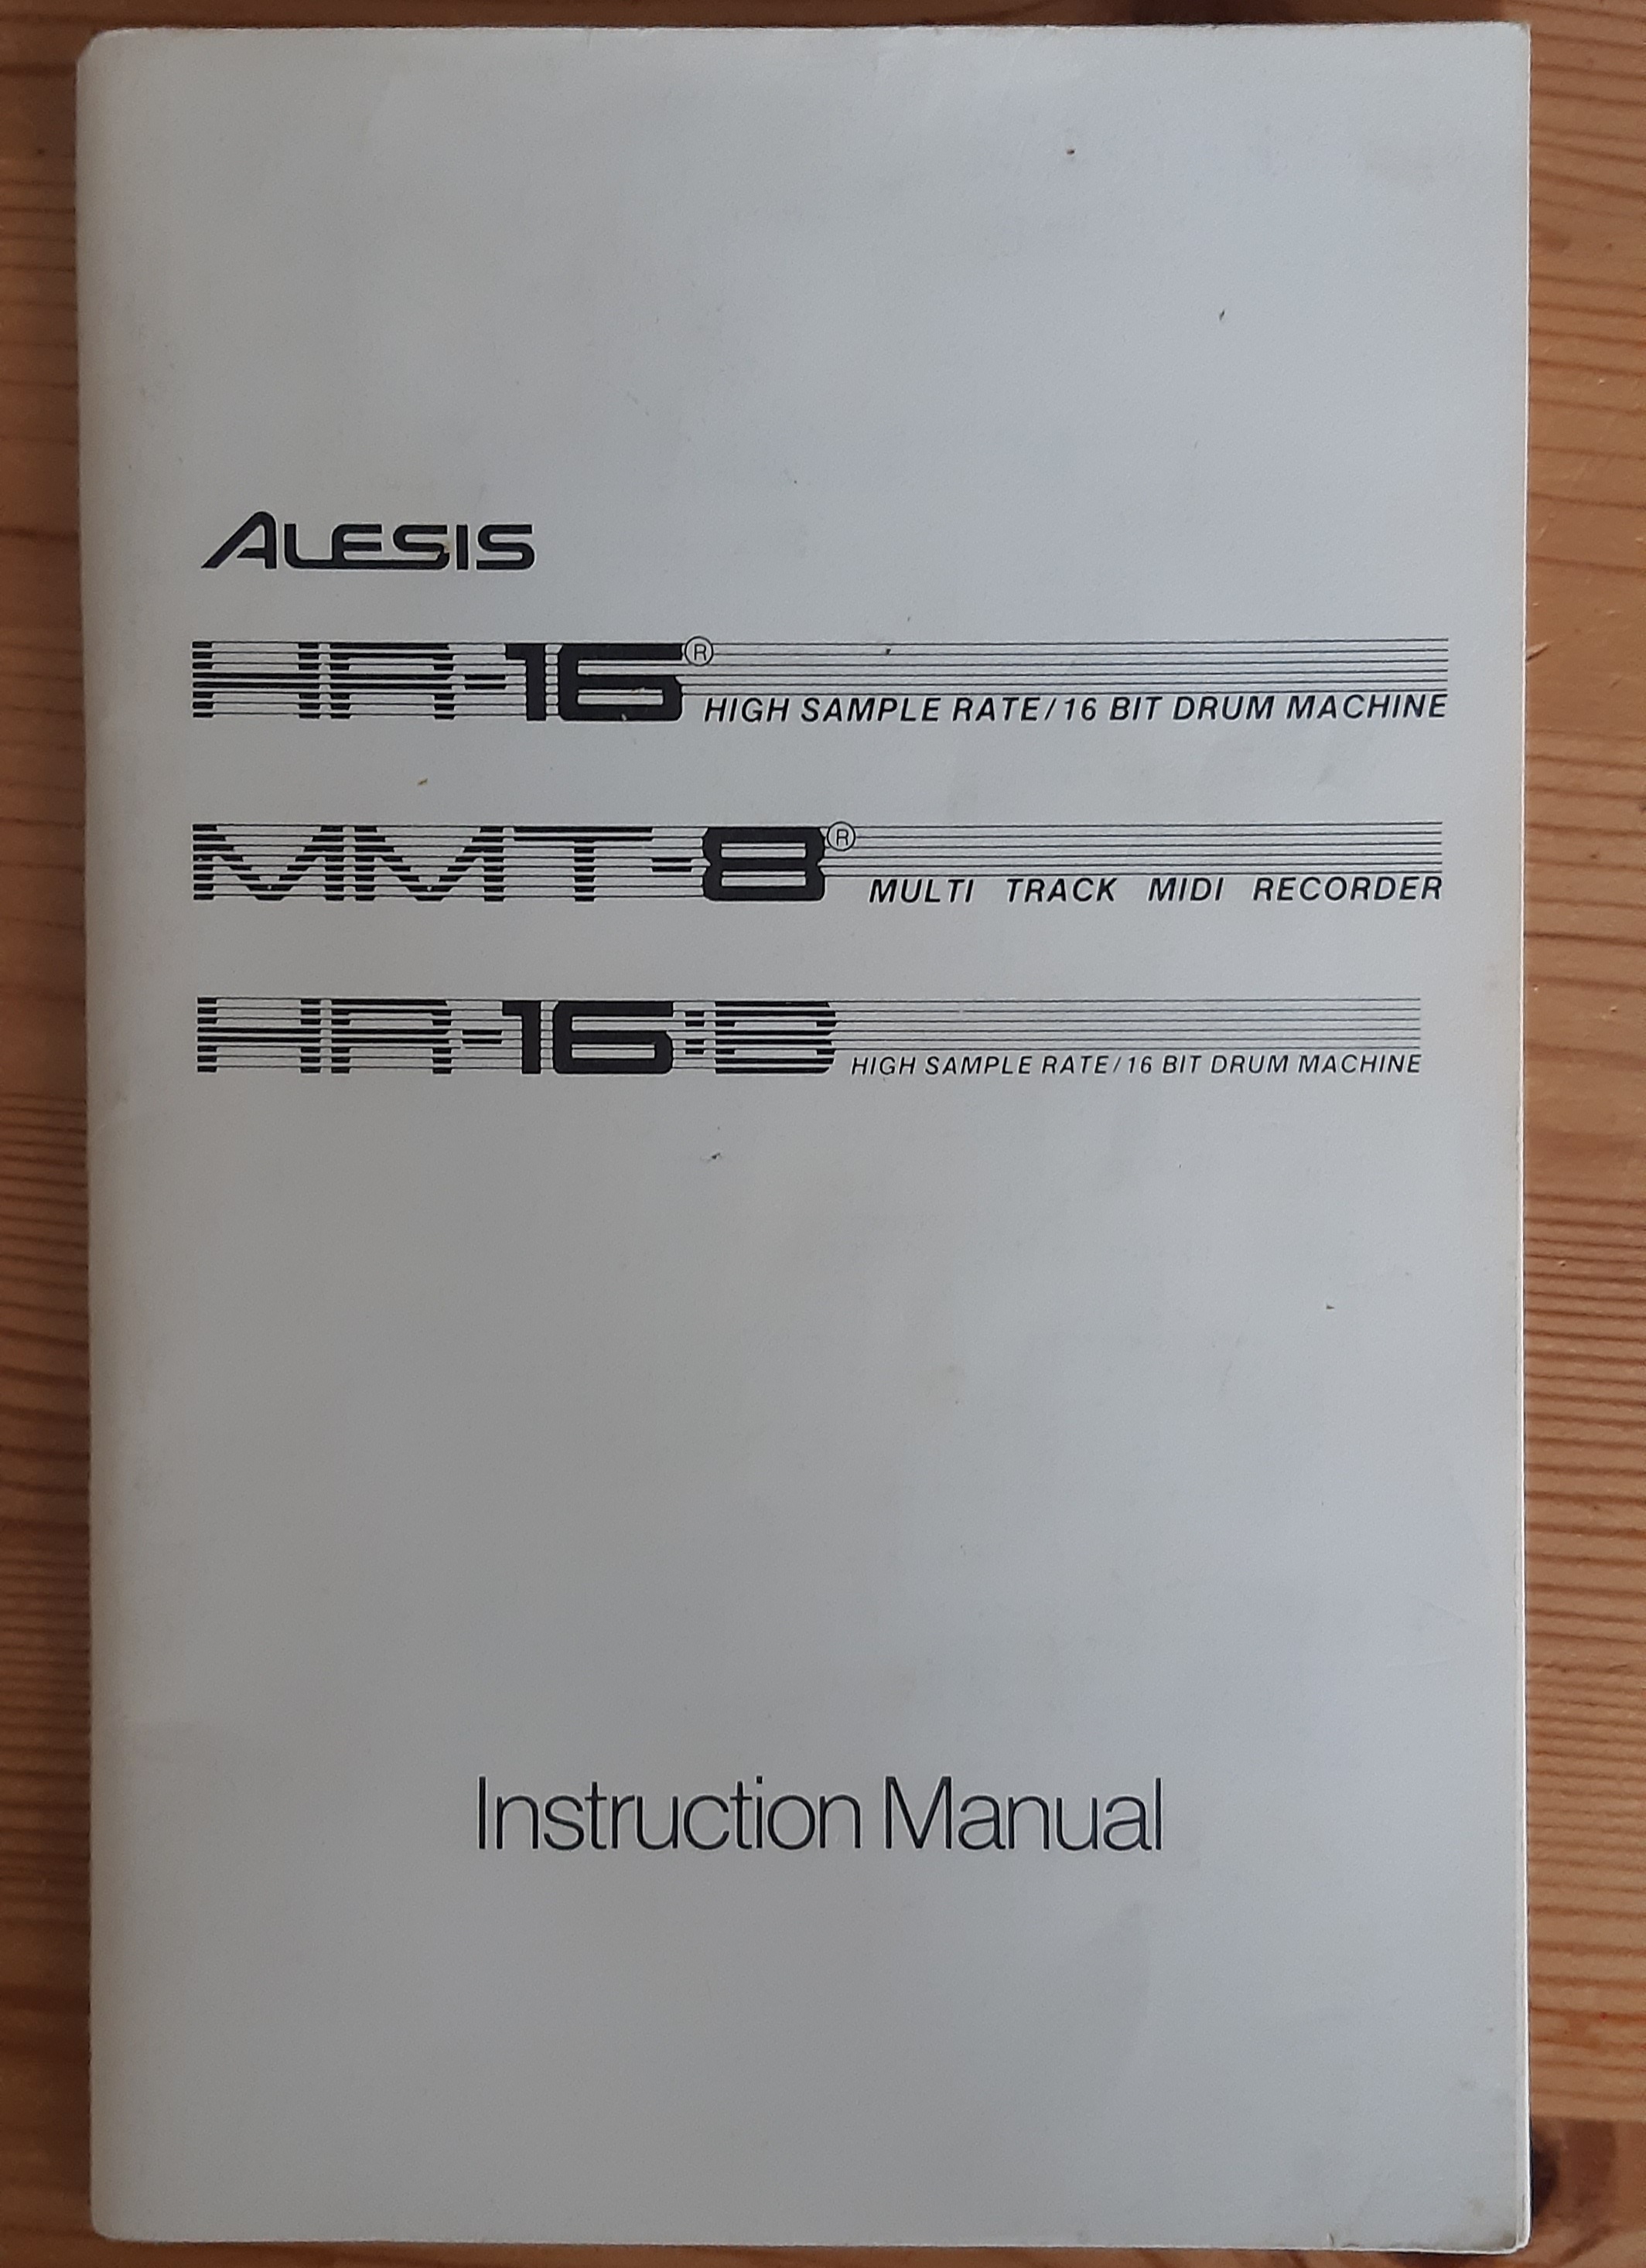 ALESIS
HR-16®
HIGH SAMPLE RATE/16 BIT DRUM MACHINE
MMT-8®
MULTI TRACK MIDI RECORDER
HR-16:B
HIGH SAMPLE RATE/16 BIT DRUM MACHINE
Instruction Manual